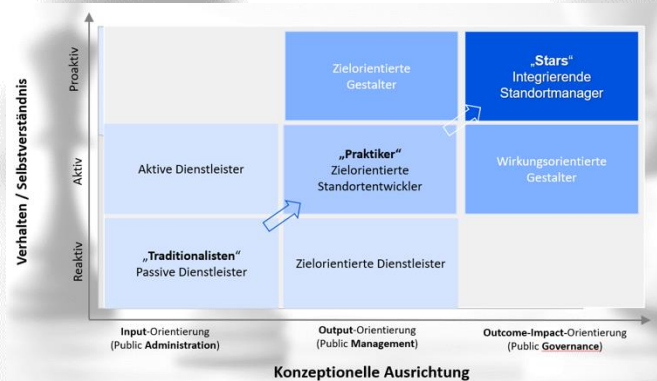 Verhalten / Selbstverständnis
Proaktiv
Aktiv
Reaktiv
Zielorientierte
Gestalter
„Stars“
Integrierende
Standortmanager
Aktive Dienstleister
„Praktiker“
Zielorientierte
Standortentwickler
Wirkungsorientierte
Gestalter
„Traditionalisten“
Passive Dienstleister
Zielorientierte Dienstleister
Input-Orientierung
(Public Administration)
Output-Orientierung
(Public Management)
Outcome-Impact-Orientierung
(Public Governance)
Konzeptionelle Ausrichtung